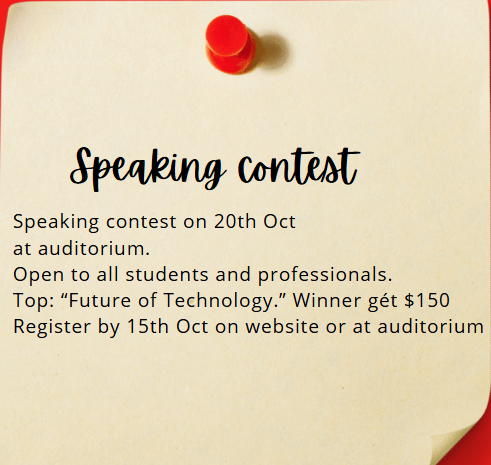 Speaking contest
Speaking contest on 20th Oct
at auditorium.
Open to all students and professionals.
Top: “Future of Technology.” Winner gét $150
Register by 15th Oct on website or at auditorium